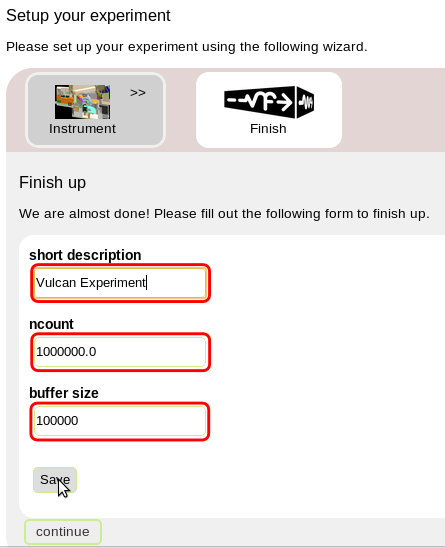 Setup your experiment
Please set up your experiment using the following wizard.
>>
Instrument
Finish
Finish up
We are almost done! Please fill out the following form to finish up.
short description
Vulcan Experiment
ncount
1000000.0
buffer size
100000
Save
continue